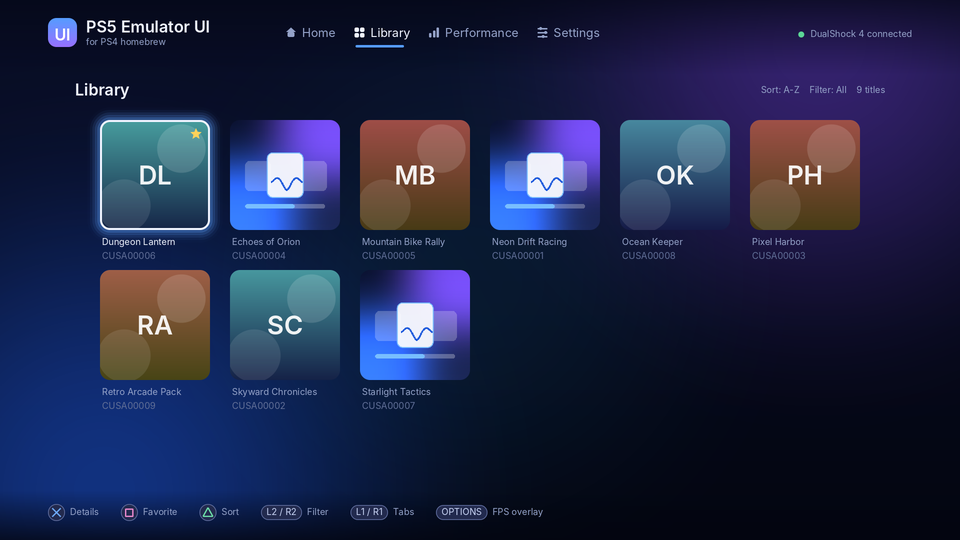 UI
PS5 Emulator UI
for PS4 homebrew
Home
Library
Performance
Settings
DualShock 4 connected
Library
Sort: A-Z
Filter: All
9 titles
DL
MB
OK
PH
Dungeon Lantern
CUSA00006
Echoes of Orion
CUSA00004
Mountain Bike Rally
CUSA00005
Neon Drift Racing
CUSA00001
Ocean Keeper
CUSA00008
Pixel Harbor
CUSA00003
RA
SC
Retro Arcade Pack
CUSA00009
Skyward Chronicles
CUSA00002
Starlight Tactics
CUSA00007
Details
Favorite
Sort
L2 / R2 Filter
L1 / R1 Tabs
OPTIONS FPS overlay